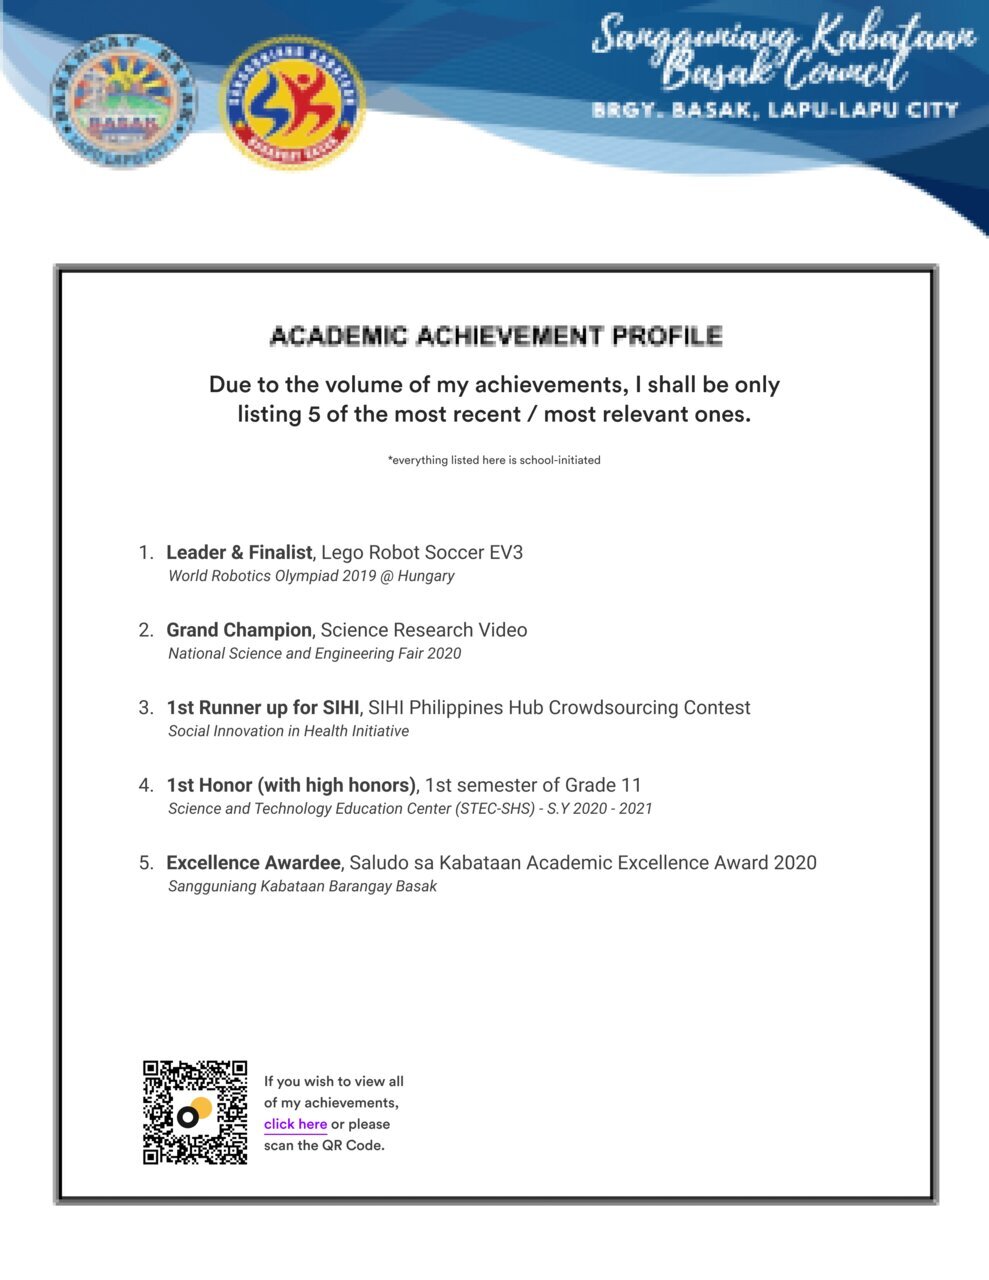 BARANGAY BASAK
BASAK
LAPU LAPU CITY
SANGGUNIANG KABATAAN
BARANGAY BASAK
Sangguniang Kabataan
Basak Council
BRGY. BASAK, LAPU-LAPU CITY
ACADEMIC ACHIEVEMENT PROFILE
Due to the volume of my achievements, I shall be only
listing 5 of the most recent / most relevant ones.
*everything listed here is school-initiated
1. Leader & Finalist, Lego Robot Soccer EV3
World Robotics Olympiad 2019 @ Hungary
2. Grand Champion, Science Research Video
National Science and Engineering Fair 2020
3. 1st Runner up for SIHI, SIHI Philippines Hub Crowdsourcing Contest
Social Innovation in Health Initiative
4. 1st Honor (with high honors), 1st semester of Grade 11
Science and Technology Education Center (STEC-SHS) - S.Y 2020 - 2021
5. Excellence Awardee, Saludo sa Kabataan Academic Excellence Award 2020
Sangguniang Kabataan Barangay Basak
If you wish to view all
of my achievements,
click here or please
scan the QR Code.